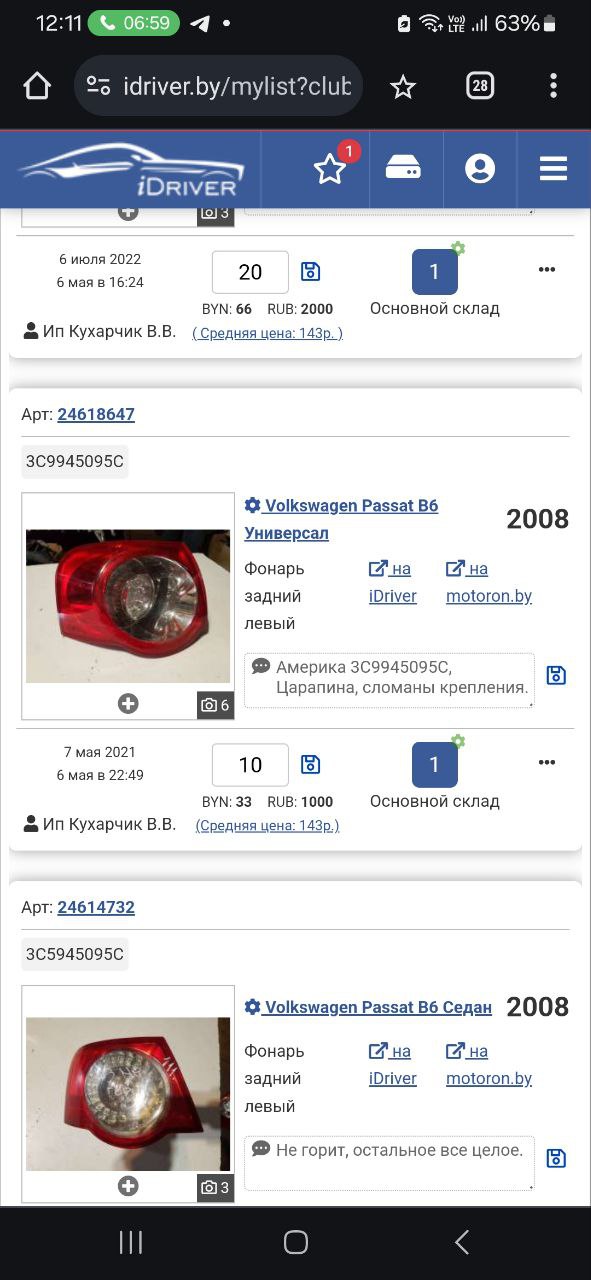 12:11 06:59 Vo)) LTE 63%
idriver.by/mylist?club 28
iDRIVER 1
3
6 июля 2022
6 мая в 16:24
20
1
BYN: 66 RUB: 2000
Основной склад
Ип Кухарчик В.В.
( Средняя цена: 143р. )
Арт: 24618647
3C9945095C
Volkswagen Passat B6
Универсал
2008
Фонарь
задний
левый
на
iDriver
на
motoron.by
Америка 3C9945095C,
Царапина, сломаны крепления.
6
7 мая 2021
6 мая в 22:49
10
1
BYN: 33 RUB: 1000
Основной склад
Ип Кухарчик В.В.
(Средняя цена: 143р.)
Арт: 24614732
3C5945095C
Volkswagen Passat B6 Седан
2008
Фонарь
задний
левый
на
iDriver
на
motoron.by
Не горит, остальное все целое.
3